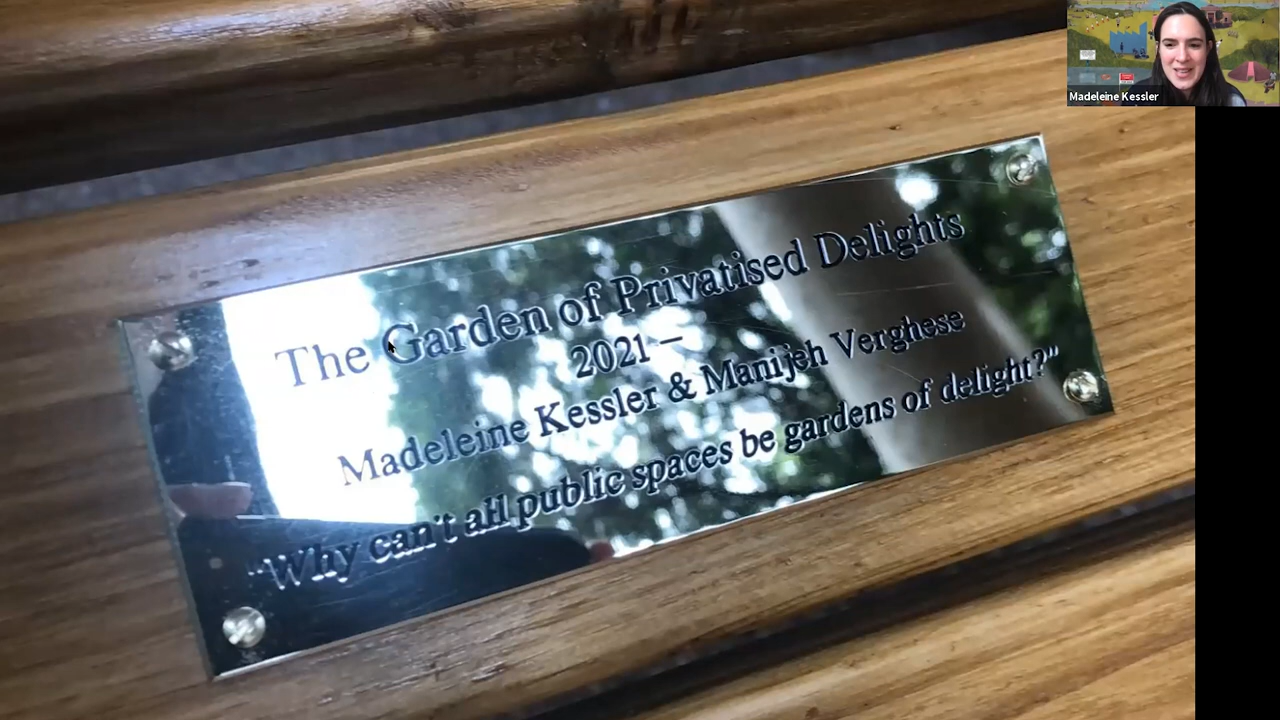 Madeleine Kessler
The Garden of Privatised Delights
2021 –
Madeleine Kessler & Manijeh Verghese
"Why can't all public spaces be gardens of delight?"